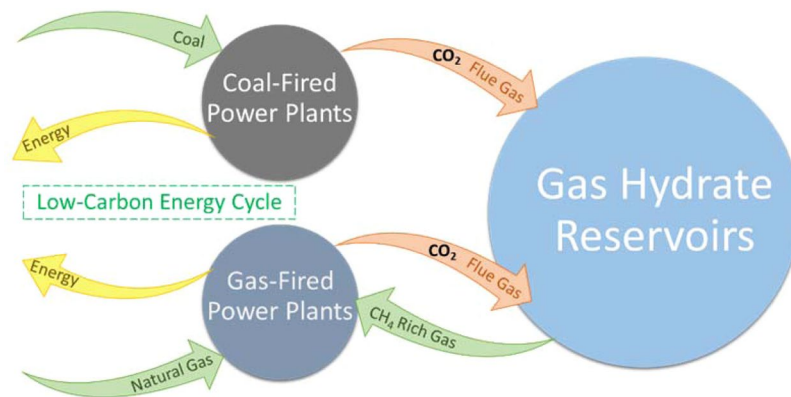 Coal
Coal-Fired
Power Plants
CO₂ Flue Gas
Energy
Gas Hydrate
Reservoirs
Low-Carbon Energy Cycle
Energy
Gas-Fired
Power Plants
CO₂ Flue Gas
CH₄ Rich Gas
Natural Gas